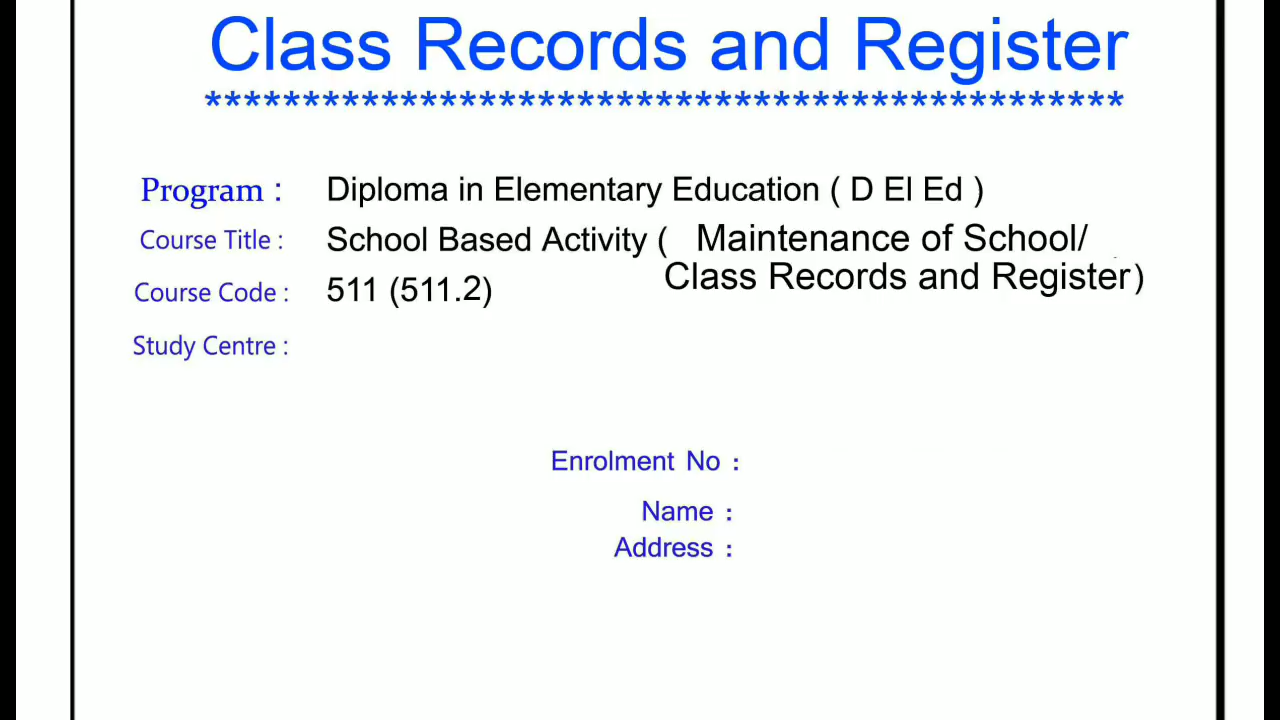 Class Records and Register
***********************************************
Program : Diploma in Elementary Education ( D El Ed )
Course Title : School Based Activity ( Maintenance of School/
Class Records and Register)
Course Code : 511 (511.2)
Study Centre :
Enrolment No :
Name :
Address :